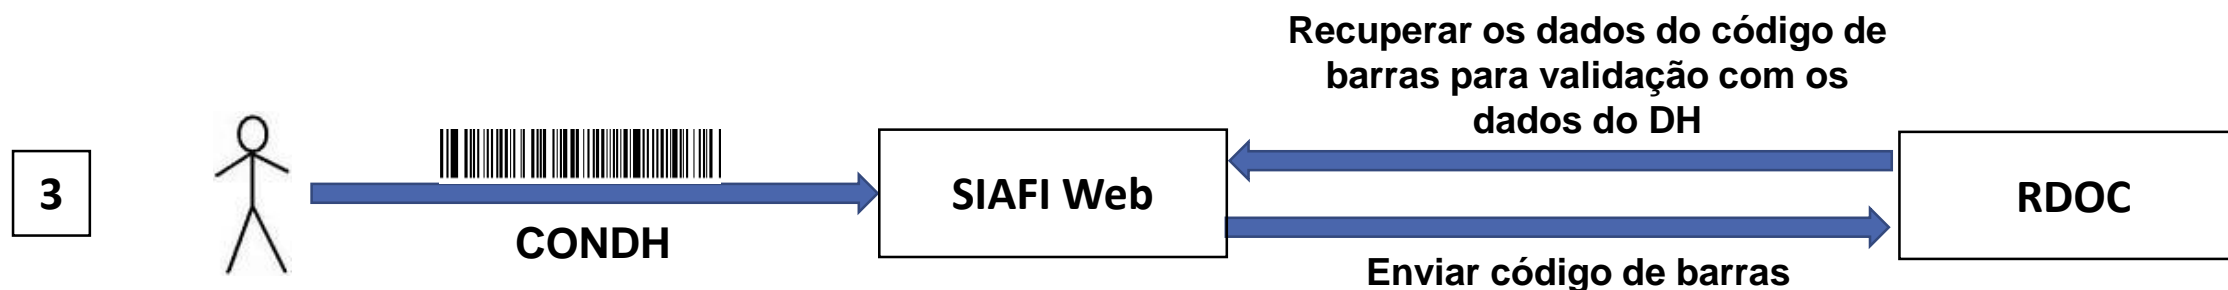 3
CONDH
SIAFI Web
Recuperar os dados do código de
barras para validação com os
dados do DH
Enviar código de barras
RDOC